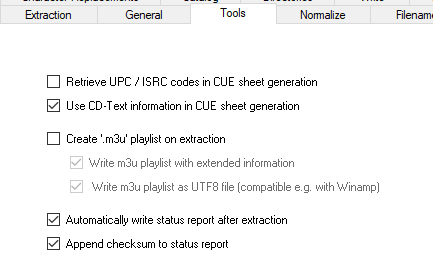 Extraction General Tools Normalize Filenam
Retrieve UPC / ISRC codes in CUE sheet generation
Use CD-Text information in CUE sheet generation
Create '.m3u' playlist on extraction
Write m3u playlist with extended information
Write m3u playlist as UTF8 file (compatible e.g. with Winamp)
Automatically write status report after extraction
Append checksum to status report